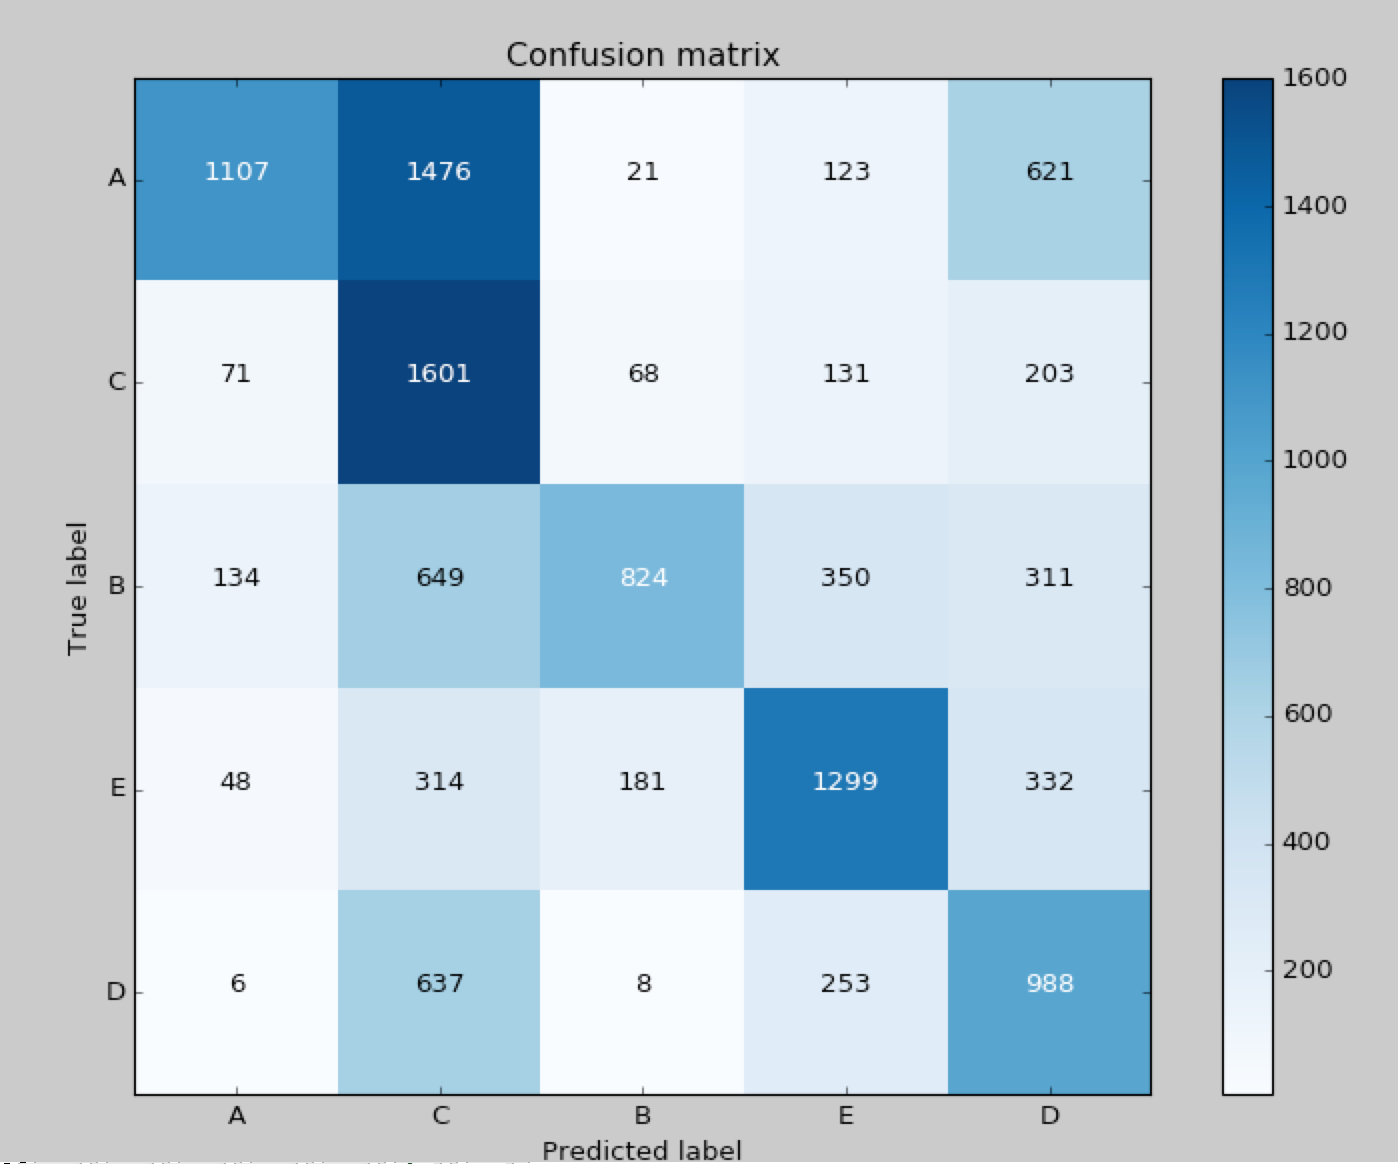 Confusion matrix
A 1107 1476 21 123 621
C 71 1601 68 131 203
B 134 649 824 350 311
E 48 314 181 1299 332
D 6 637 8 253 988
A C B E D
Predicted label
True label
1600
1400
1200
1000
800
600
400
200